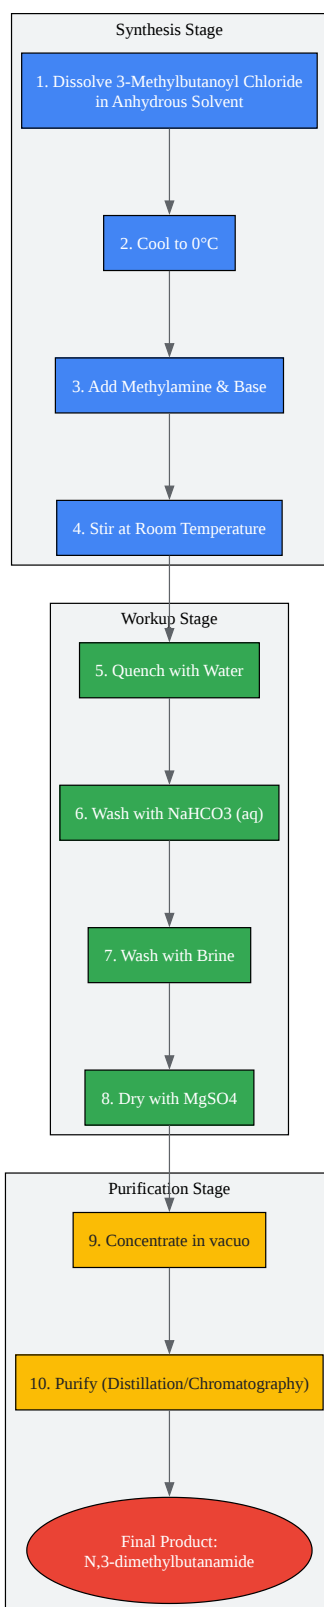 Synthesis Stage
1. Dissolve 3-Methylbutanoyl Chloride
in Anhydrous Solvent
2. Cool to 0°C
3. Add Methylamine & Base
4. Stir at Room Temperature
Workup Stage
5. Quench with Water
6. Wash with NaHCO3 (aq)
7. Wash with Brine
8. Dry with MgSO4
Purification Stage
9. Concentrate in vacuo
10. Purify (Distillation/Chromatography)
Final Product:
N,3-dimethylbutanamide